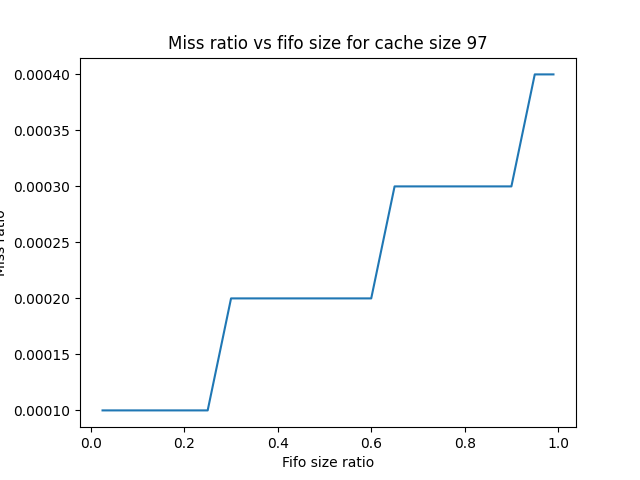 Miss ratio vs fifo size for cache size 97
0.00040
0.00035
0.00030
0.00025
0.00020
0.00015
0.00010
Miss ratio
0.0 0.2 0.4 0.6 0.8 1.0
Fifo size ratio